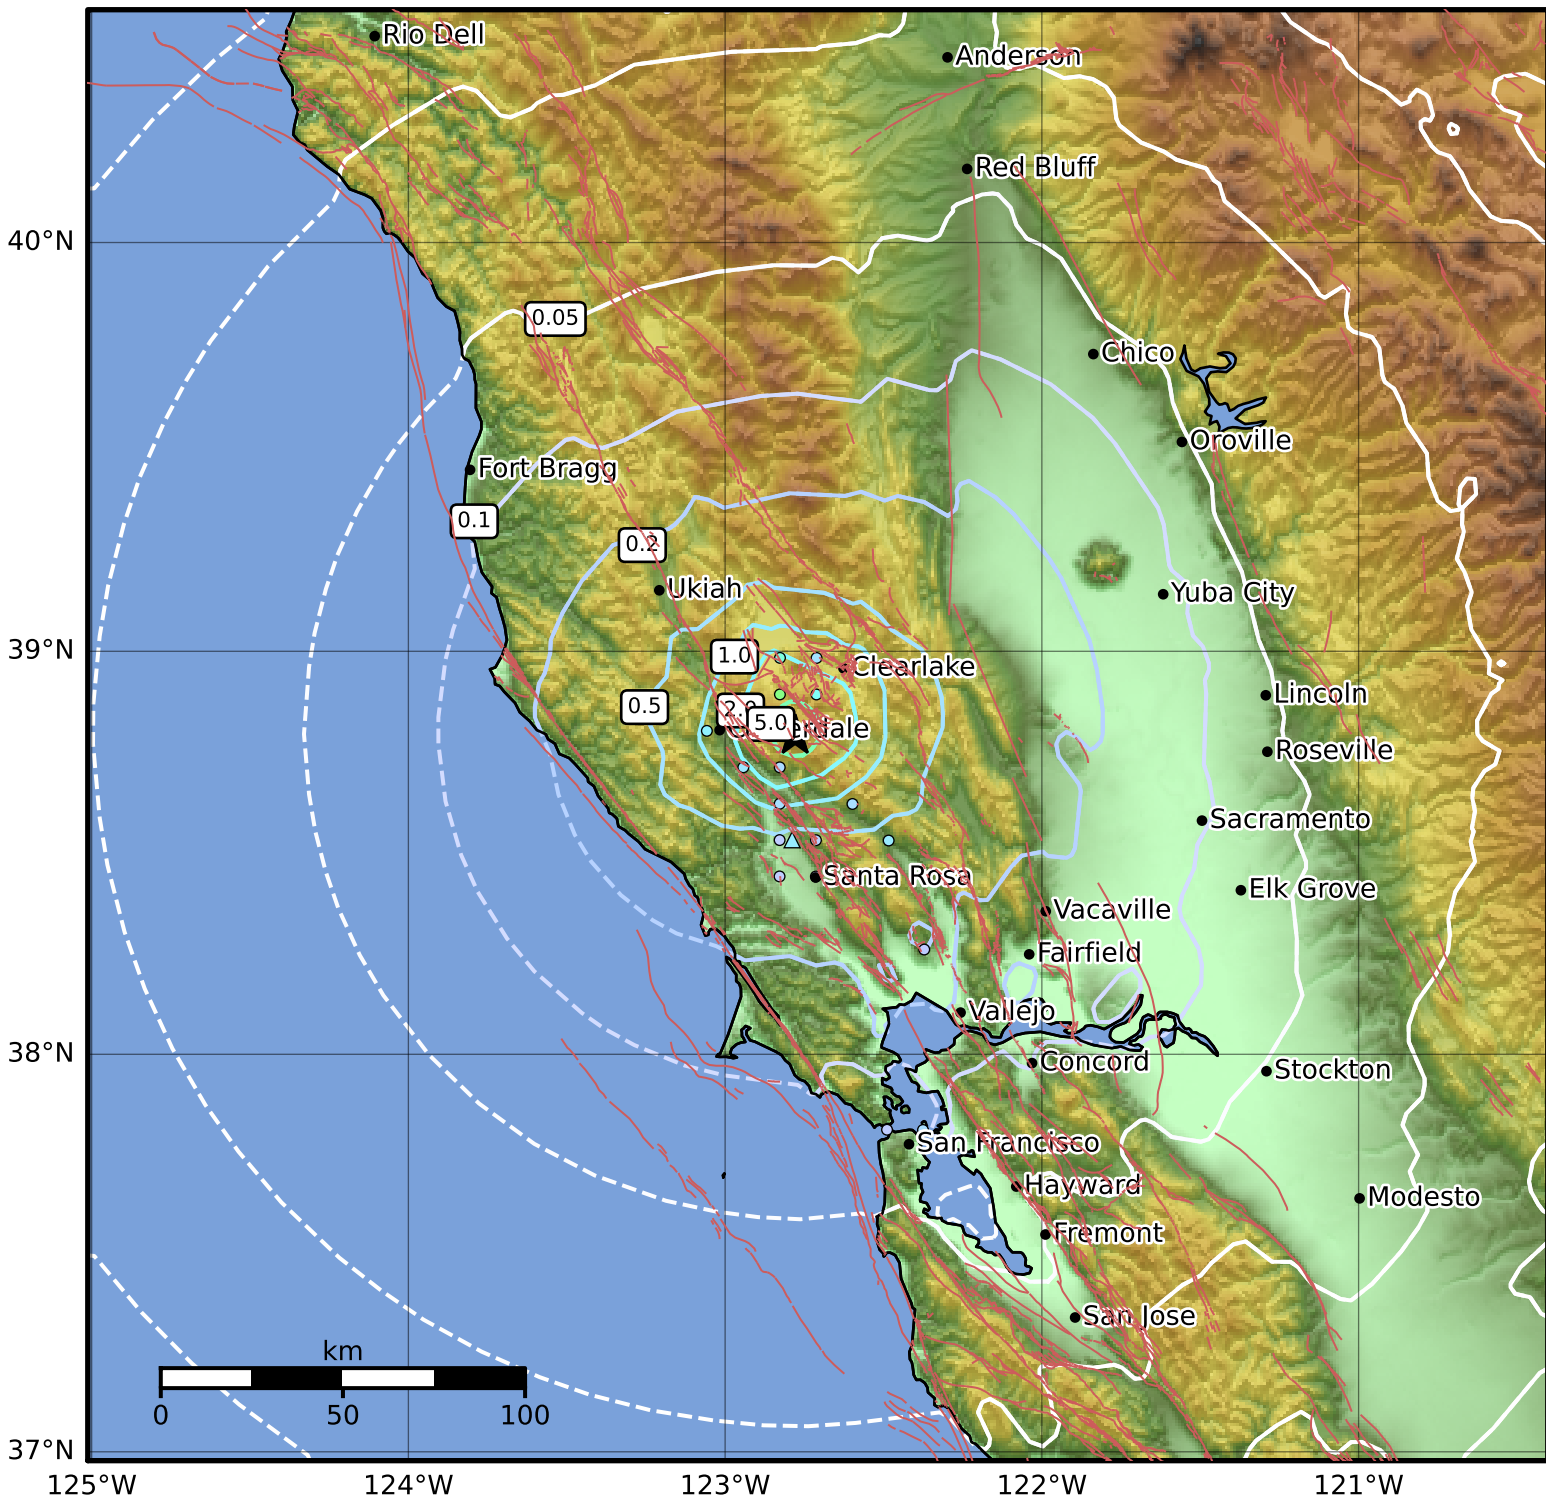 Rio Dell
Anderson
Red Bluff
40°N
0.05
Chico
Oroville
Fort Bragg
0.1
0.2
Ukiah
Yuba City
39°N
1.0
Clearlake
Lincoln
0.5
5.0
Roseville
Sacramento
Santa Rosa
Elk Grove
Vacaville
Fairfield
Vallejo
38°N
Concord
Stockton
San Francisco
Hayward
Modesto
Fremont
San Jose
km
0 50 100
37°N
125°W 124°W 123°W 122°W 121°W